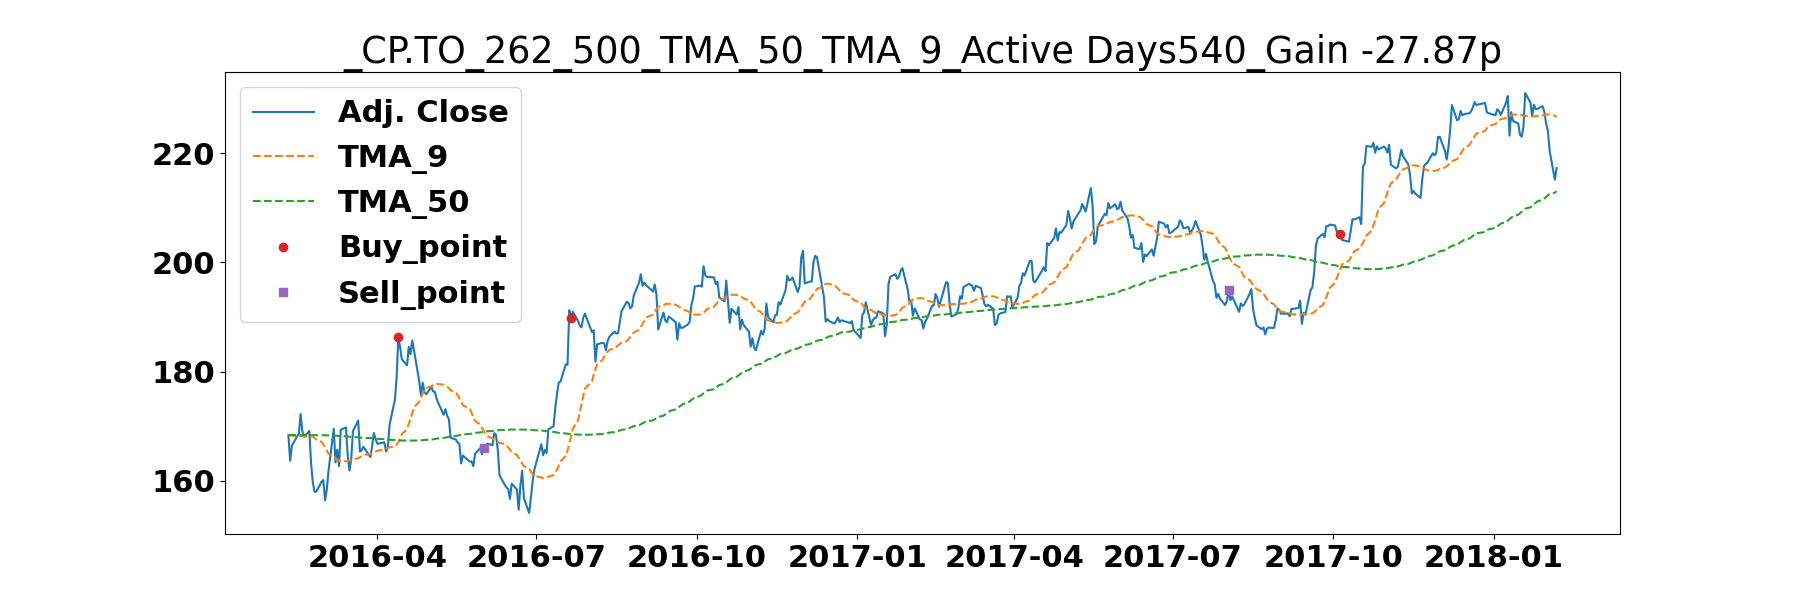 _CP.TO_262_500_TMA_50_TMA_9_Active Days540_Gain -27.87p
Adj. Close
TMA_9
TMA_50
Buy_point
Sell_point
220
200
180
160
2016-04 2016-07 2016-10 2017-01 2017-04 2017-07 2017-10 2018-01